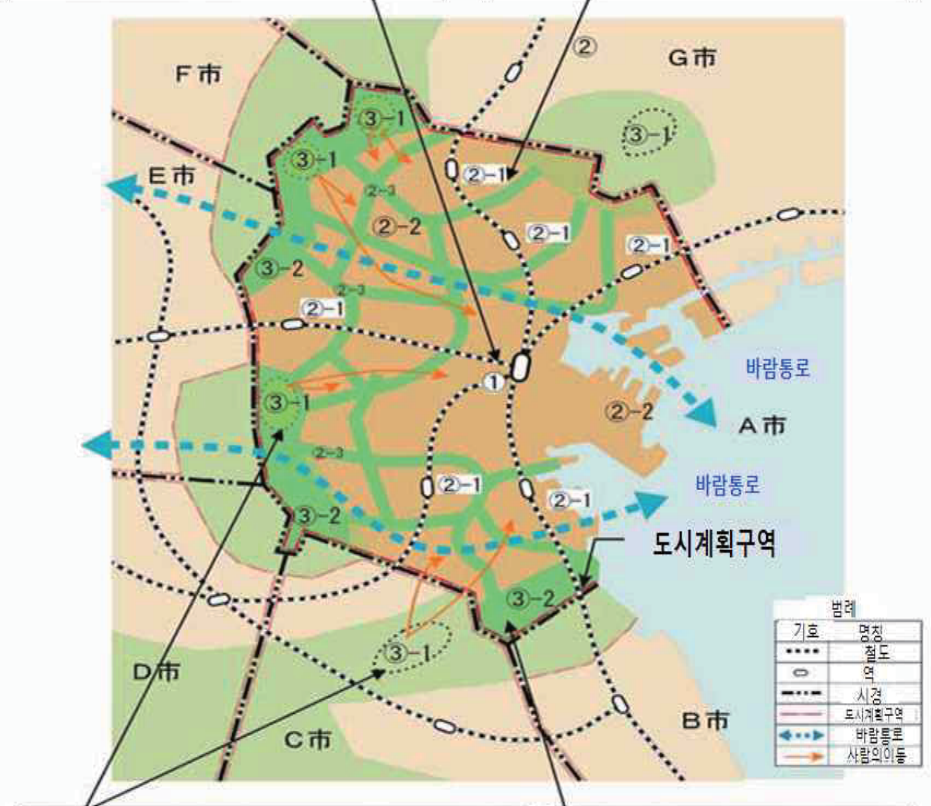 ②
G市
F市
③-1
③-1
③-1
E市
②-1
②-3
②-2
②-1
②-1
③-2
②-3
②-1
바람통로
①
③-1
②-2
A市
②-3
②-1
②-1
바람통로
③-2
도시계획구역
③-2
③-1
D市
C市
B市
범례
기호 명칭
철도
역
시경
도시계획구역
바람통로
사람의이동